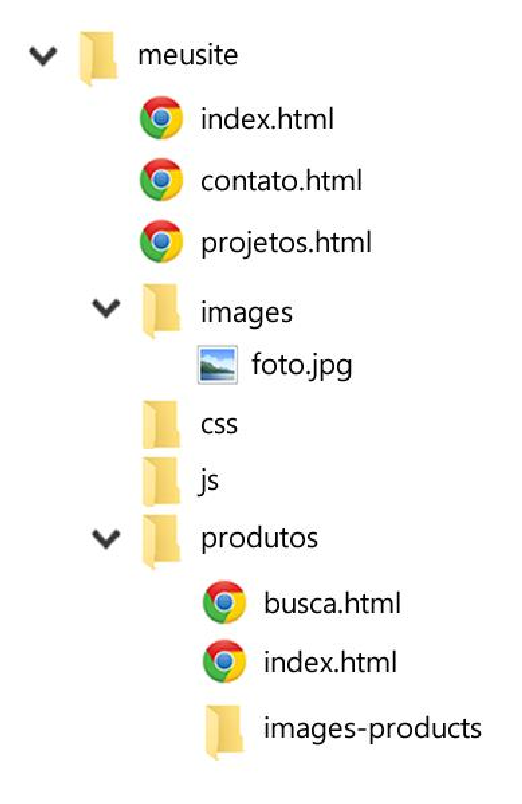 meusite
index.html
contato.html
projetos.html
images
foto.jpg
css
js
produtos
busca.html
index.html
images-products